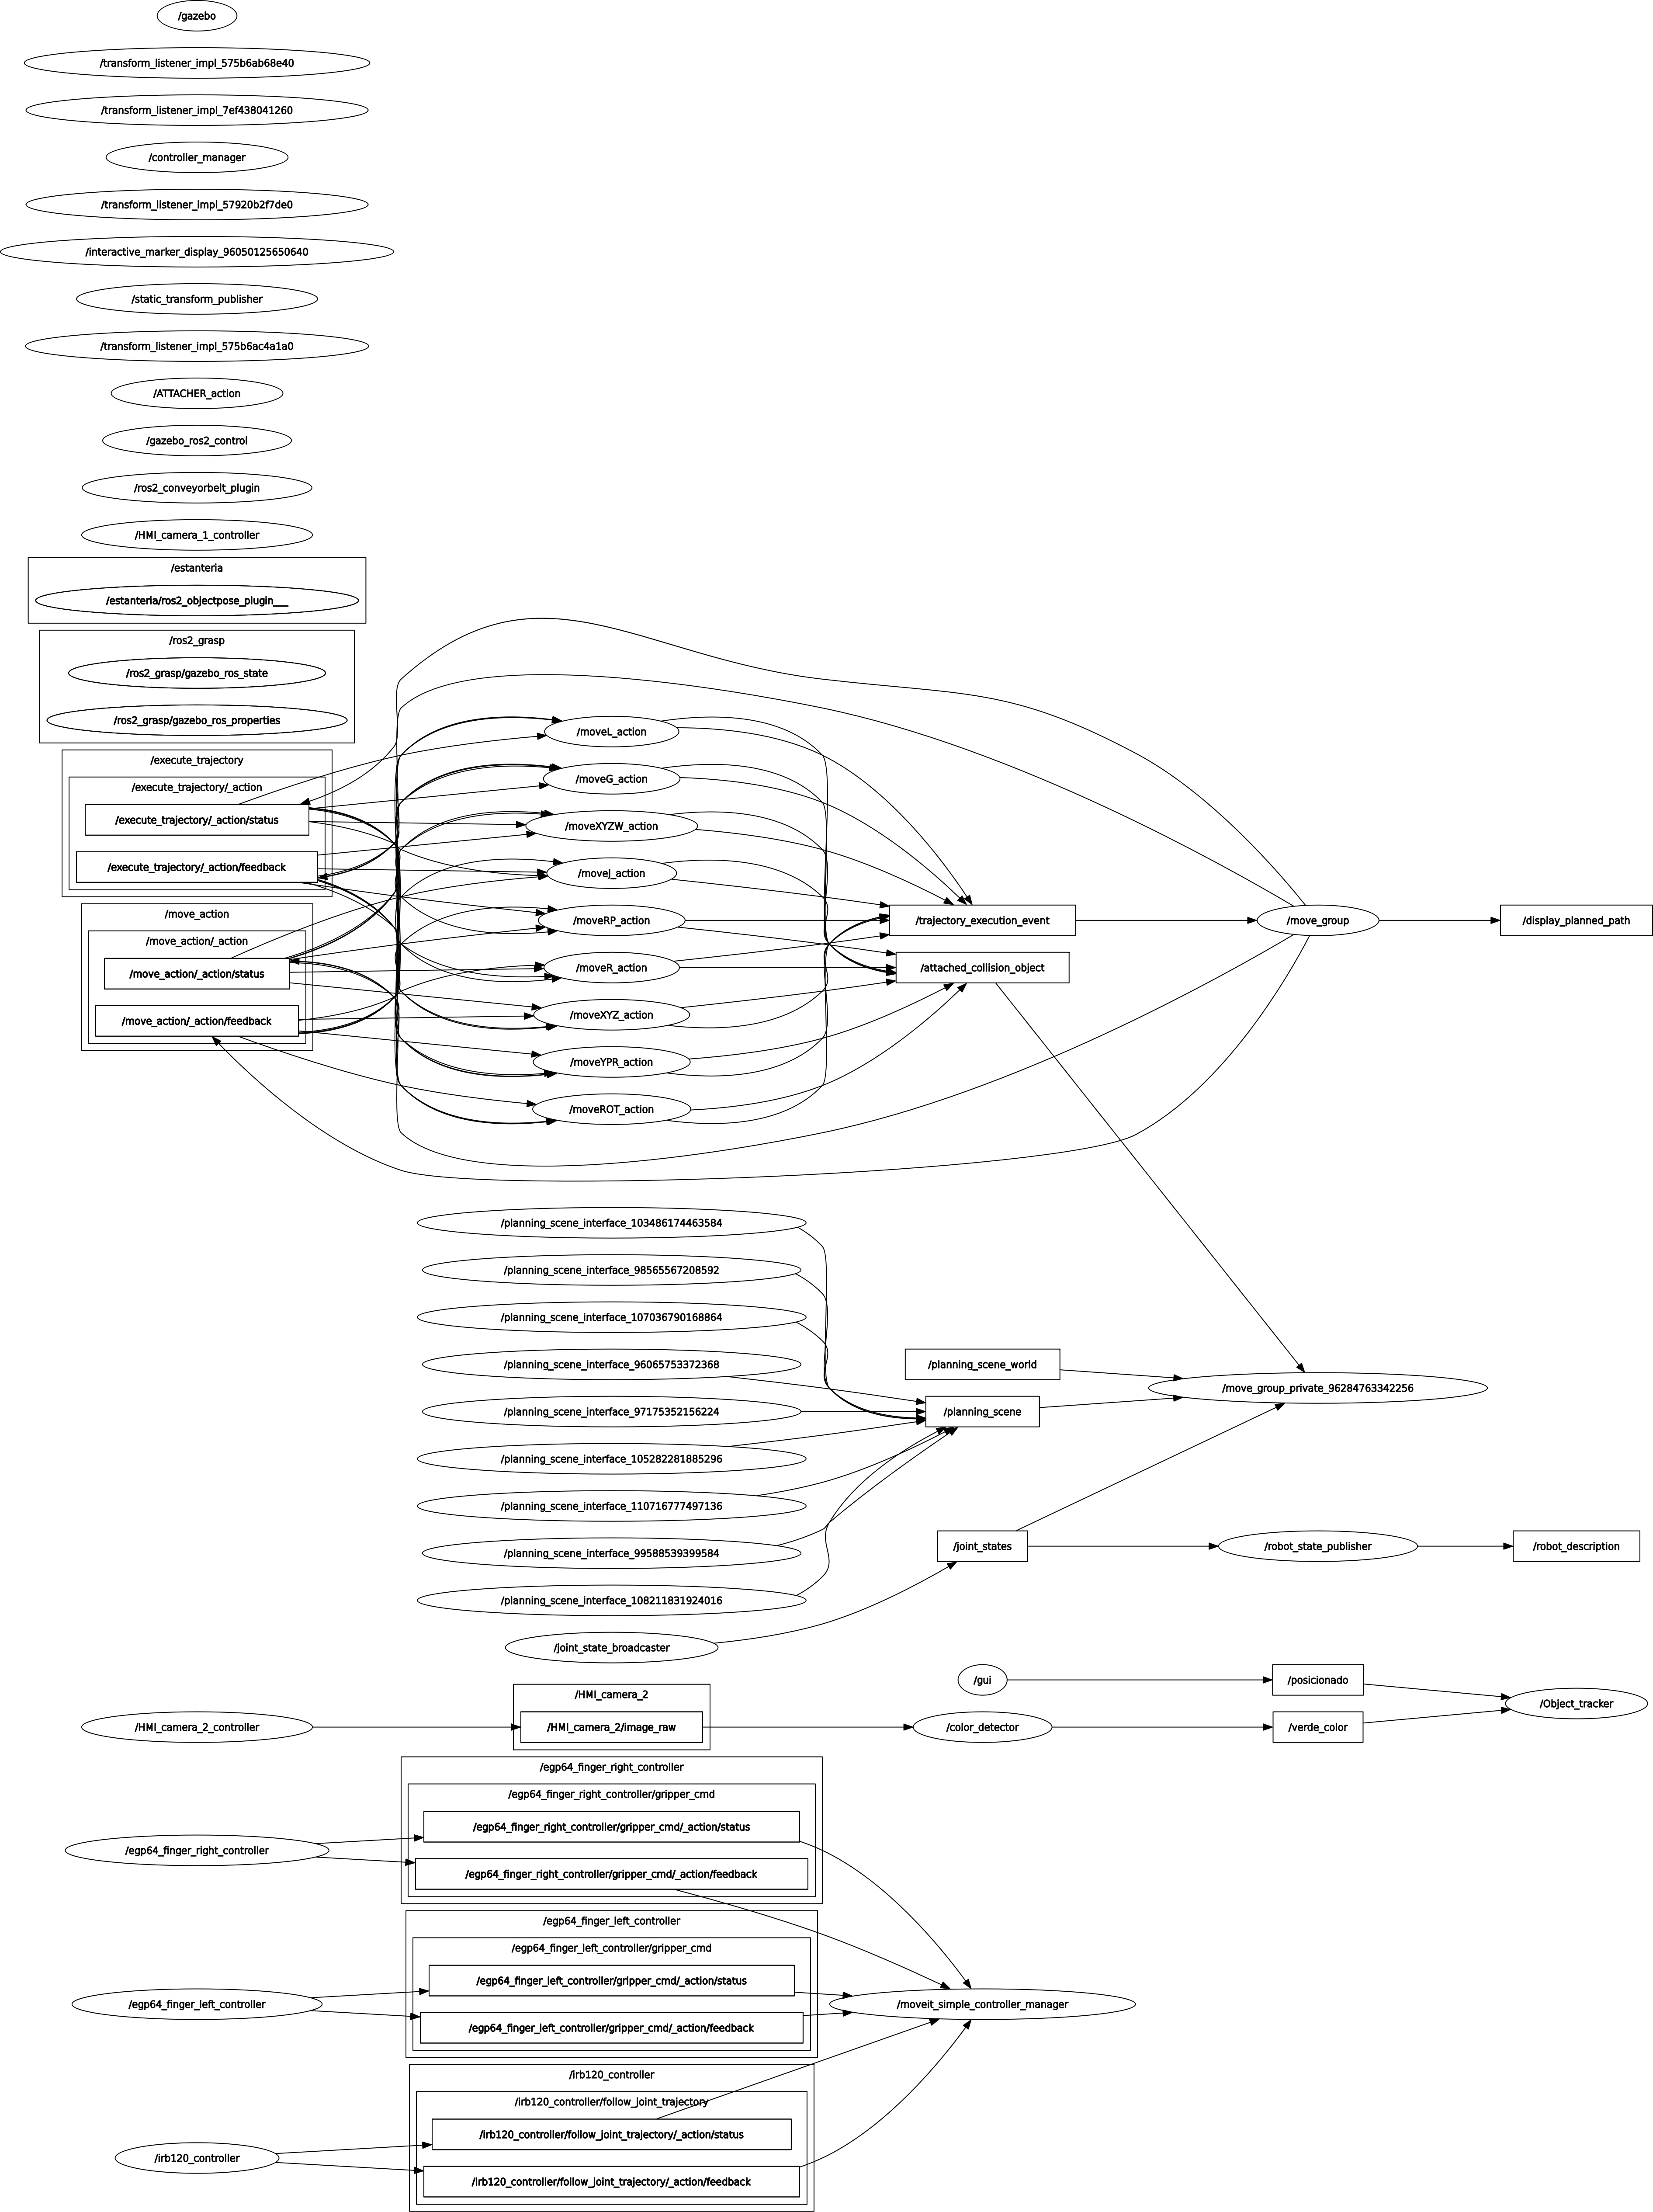 /gazebo
/transform_listener_impl_575b6ab68e40
/transform_listener_impl_7ef438041260
/controller_manager
/transform_listener_impl_57920b2f7de0
/interactive_marker_display_96050125650640
/static_transform_publisher
/transform_listener_impl_575b6ac4a1a0
/ATTACHER_action
/gazebo_ros2_control
/ros2_conveyorbelt_plugin
/HMI_camera_1_controller
/estanteria
/estanteria/ros2_objectpose_plugin___
/ros2_grasp
/ros2_grasp/gazebo_ros_state
/ros2_grasp/gazebo_ros_properties
/execute_trajectory
/execute_trajectory/_action
/execute_trajectory/_action/status
/execute_trajectory/_action/feedback
/move_action
/move_action/_action
/move_action/_action/status
/move_action/_action/feedback
/moveL_action
/moveG_action
/moveXYZW_action
/moveJ_action
/moveRP_action
/moveR_action
/moveXYZ_action
/moveYPR_action
/moveROT_action
/trajectory_execution_event
/attached_collision_object
/move_group
/display_planned_path
/planning_scene_interface_103486174463584
/planning_scene_interface_98565567208592
/planning_scene_interface_107036790168864
/planning_scene_interface_96065753372368
/planning_scene_interface_97175352156224
/planning_scene_interface_105282281885296
/planning_scene_interface_110716777497136
/planning_scene_interface_99588539399584
/planning_scene_interface_108211831924016
/joint_state_broadcaster
/planning_scene_world
/planning_scene
/move_group_private_96284763342256
/joint_states
/robot_state_publisher
/robot_description
/gui
/posicionado
/Object_tracker
/HMI_camera_2_controller
/HMI_camera_2
/HMI_camera_2/image_raw
/color_detector
/verde_color
/egp64_finger_right_controller
/egp64_finger_right_controller
/egp64_finger_right_controller/gripper_cmd
/egp64_finger_right_controller/gripper_cmd/_action/status
/egp64_finger_right_controller/gripper_cmd/_action/feedback
/egp64_finger_left_controller
/egp64_finger_left_controller
/egp64_finger_left_controller/gripper_cmd
/egp64_finger_left_controller/gripper_cmd/_action/status
/egp64_finger_left_controller/gripper_cmd/_action/feedback
/moveit_simple_controller_manager
/irb120_controller
/irb120_controller
/irb120_controller/follow_joint_trajectory
/irb120_controller/follow_joint_trajectory/_action/status
/irb120_controller/follow_joint_trajectory/_action/feedback